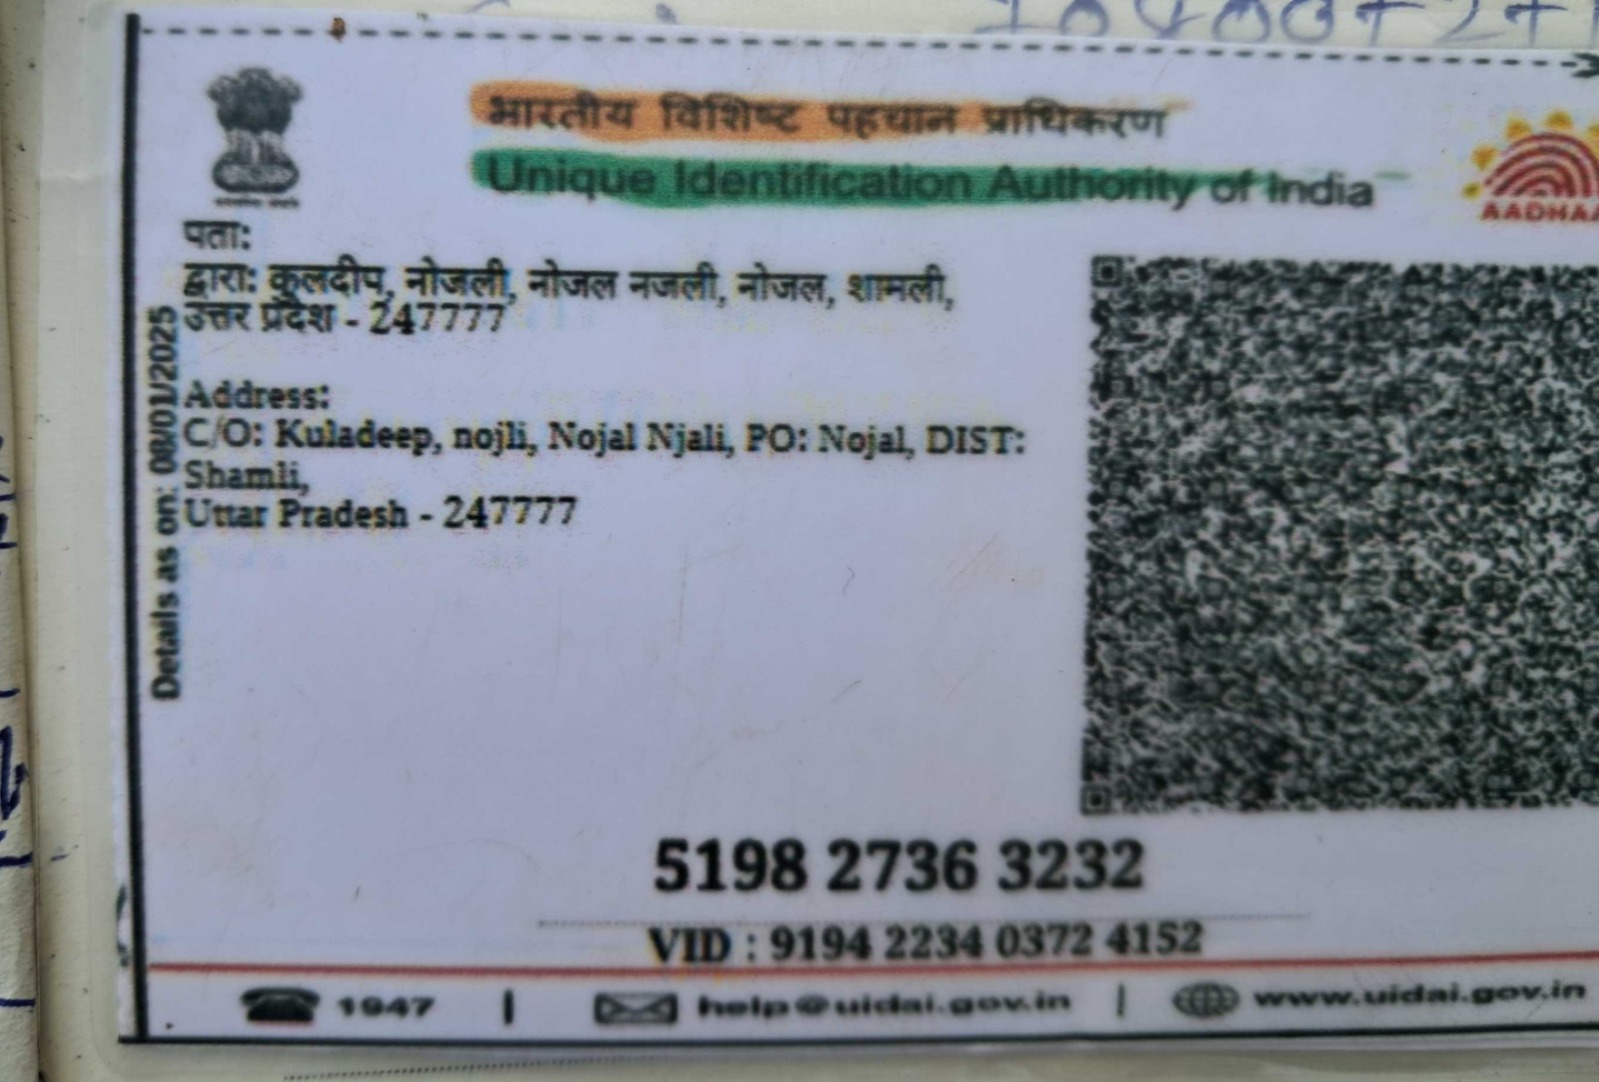 भारतीय विशिष्ट पहचान प्राधिकरण
Unique Identification Authority of India
AADHAA
पता:
द्वारा: कुलदीप, नोजली, नोजल नजली, नोजल, शामली,
उत्तर प्रदेश - 247777
Details as on: 08/01/2025
Address:
C/O: Kuladeep, nojli, Nojal Njali, PO: Nojal, DIST:
Shamli,
Uttar Pradesh - 247777
5198 2736 3232
VID : 9194 2234 0372 4152
1947 | help@uidai.gov.in | www.uidai.gov.in